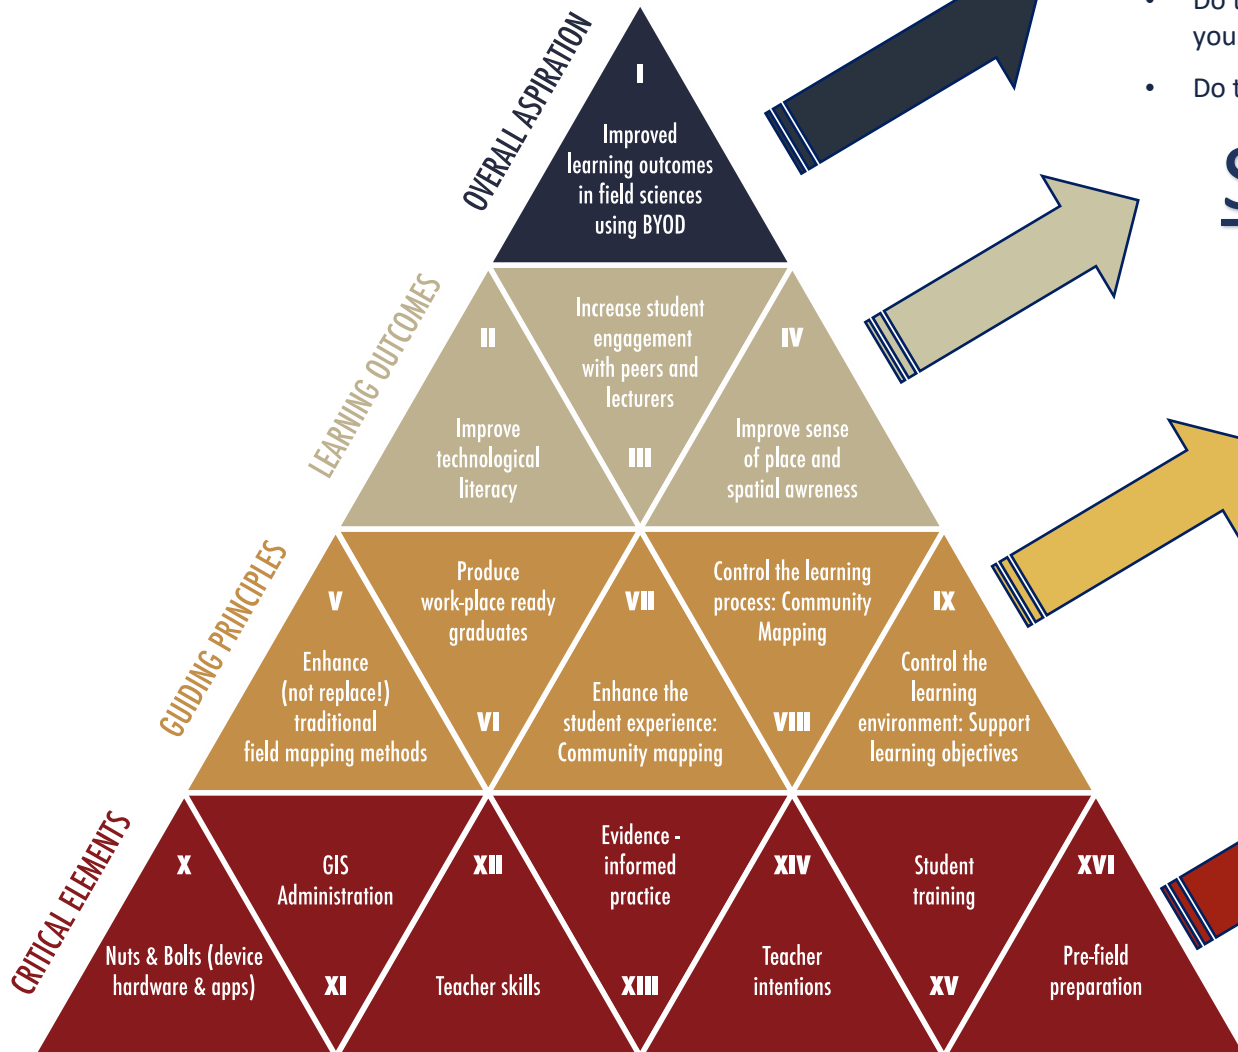 Do t
you
Do t
S
OVERALL ASPIRATION
I
Improved
learning outcomes
in field sciences
using BYOD
LEARNING OUTCOMES
II
Improve
technological
literacy
Increase student
engagement
with peers and
lecturers
III
IV
Improve sense
of place and
spatial awreness
GUIDING PRINCIPLES
V
Enhance
(not replace!)
traditional
field mapping methods
Produce
work-place ready
graduates
VI
VII
Enhance the
student experience:
Community mapping
Control the learning
process: Community
Mapping
VIII
IX
Control the
learning
environment: Support
learning objectives
CRITICAL ELEMENTS
X
Nuts & Bolts (device
hardware & apps)
GIS
Administration
XI
XII
Teacher skills
Evidence -
informed
practice
XIII
XIV
Teacher
intentions
Student
training
XV
XVI
Pre-field
preparation